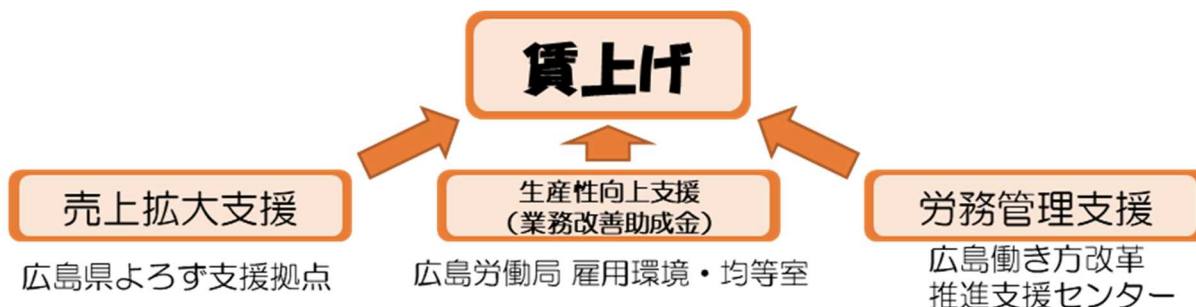 賃上げ
売上拡大支援
広島県よろず支援拠点
生産性向上支援
（業務改善助成金）
広島労働局 雇用環境・均等室
労務管理支援
広島働き方改革
推進支援センター